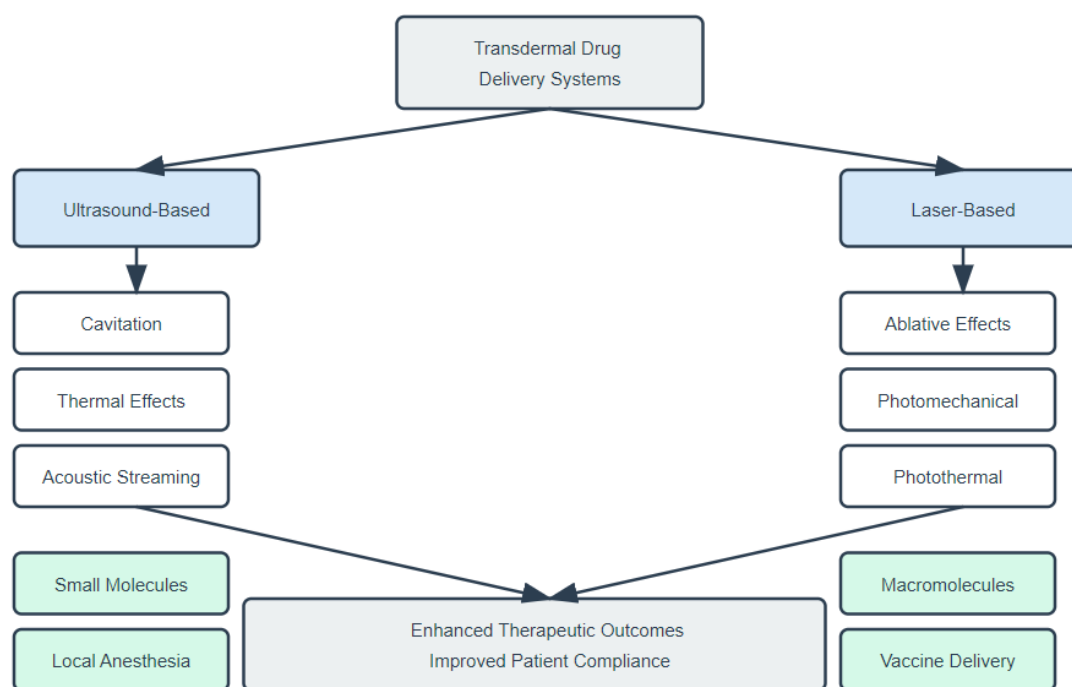 Transdermal Drug
Delivery Systems
Ultrasound-Based
Laser-Based
Cavitation
Ablative Effects
Thermal Effects
Photomechanical
Acoustic Streaming
Photothermal
Small Molecules
Macromolecules
Enhanced Therapeutic Outcomes
Improved Patient Compliance
Local Anesthesia
Vaccine Delivery